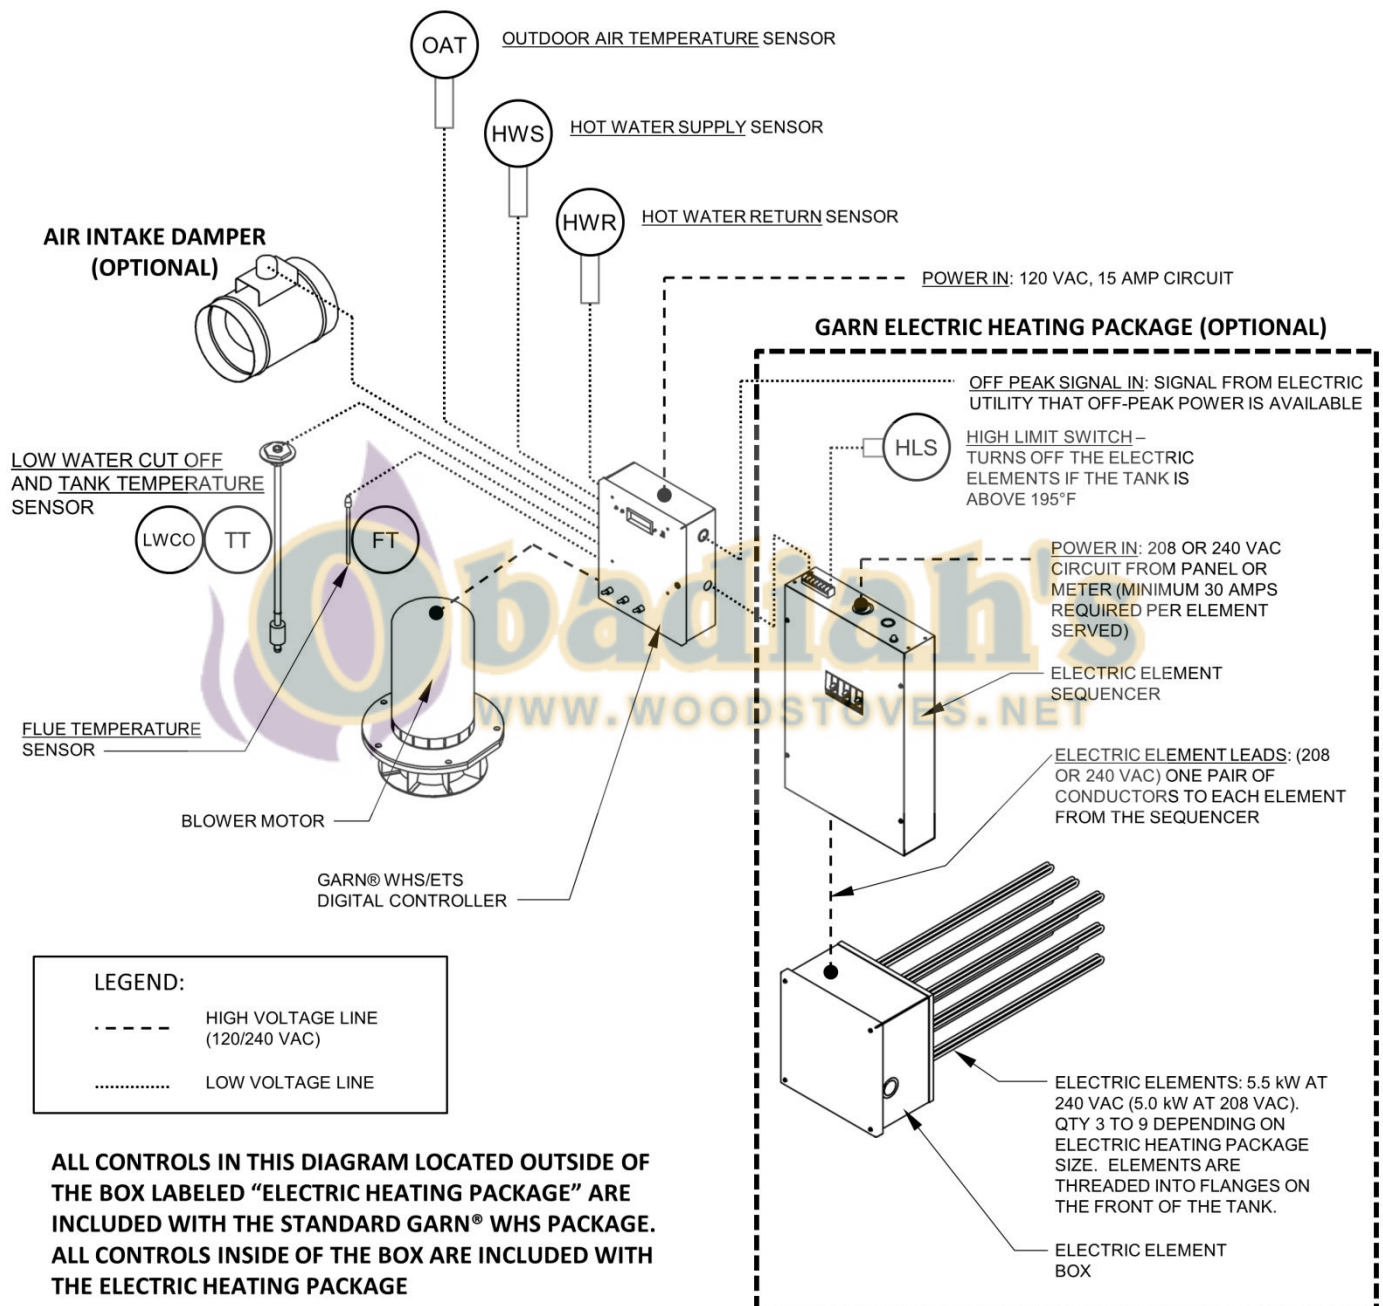 OAT
OUTDOOR AIR TEMPERATURE SENSOR
HWS
HOT WATER SUPPLY SENSOR
HWR
HOT WATER RETURN SENSOR
AIR INTAKE DAMPER
(OPTIONAL)
POWER IN: 120 VAC, 15 AMP CIRCUIT
GARN ELECTRIC HEATING PACKAGE (OPTIONAL)
OFF PEAK SIGNAL IN: SIGNAL FROM ELECTRIC
UTILITY THAT OFF-PEAK POWER IS AVAILABLE
HLS
HIGH LIMIT SWITCH –
TURNS OFF THE ELECTRIC
ELEMENTS IF THE TANK IS
ABOVE 195°F
LOW WATER CUT OFF
AND TANK TEMPERATURE
SENSOR
LWCO
TT
FT
POWER IN: 208 OR 240 VAC
CIRCUIT FROM PANEL OR
METER (MINIMUM 30 AMPS
REQUIRED PER ELEMENT
SERVED)
Obadiah's
WWW.WOODSTOVES.NET
ELECTRIC ELEMENT
SEQUENCER
FLUE TEMPERATURE
SENSOR
ELECTRIC ELEMENT LEADS: (208
OR 240 VAC) ONE PAIR OF
CONDUCTORS TO EACH ELEMENT
FROM THE SEQUENCER
BLOWER MOTOR
GARN® WHS/ETS
DIGITAL CONTROLLER
LEGEND:
HIGH VOLTAGE LINE
(120/240 VAC)
LOW VOLTAGE LINE
ELECTRIC ELEMENTS: 5.5 kW AT
240 VAC (5.0 kW AT 208 VAC).
QTY 3 TO 9 DEPENDING ON
ELECTRIC HEATING PACKAGE
SIZE. ELEMENTS ARE
THREADED INTO FLANGES ON
THE FRONT OF THE TANK.
ELECTRIC ELEMENT
BOX
ALL CONTROLS IN THIS DIAGRAM LOCATED OUTSIDE OF
THE BOX LABELED “ELECTRIC HEATING PACKAGE” ARE
INCLUDED WITH THE STANDARD GARN® WHS PACKAGE.
ALL CONTROLS INSIDE OF THE BOX ARE INCLUDED WITH
THE ELECTRIC HEATING PACKAGE